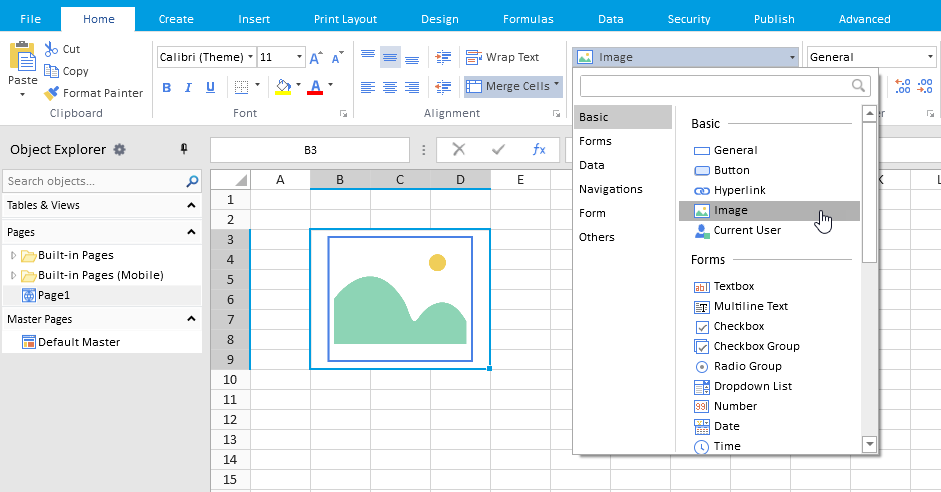 File Home Create Insert Print Layout Design Formulas Data Security Publish Advanced
Paste
Cut
Copy
Format Painter
Clipboard
Calibri (Theme) 11
B I U A
Font
Wrap Text
Merge Cells
Alignment
Image
General
Object Explorer
Search objects...
Tables & Views
Pages
Built-in Pages
Built-in Pages (Mobile)
Page1
Master Pages
Default Master
B3
fx
A B C D E
1
2
3
4
5
6
7
8
9
10
11
12
13
14
15
Basic
Forms
Data
Navigations
Form
Others
Basic
General
Button
Hyperlink
Image
Current User
Forms
Textbox
Multiline Text
Checkbox
Checkbox Group
Radio Group
Dropdown List
Number
Date
Time